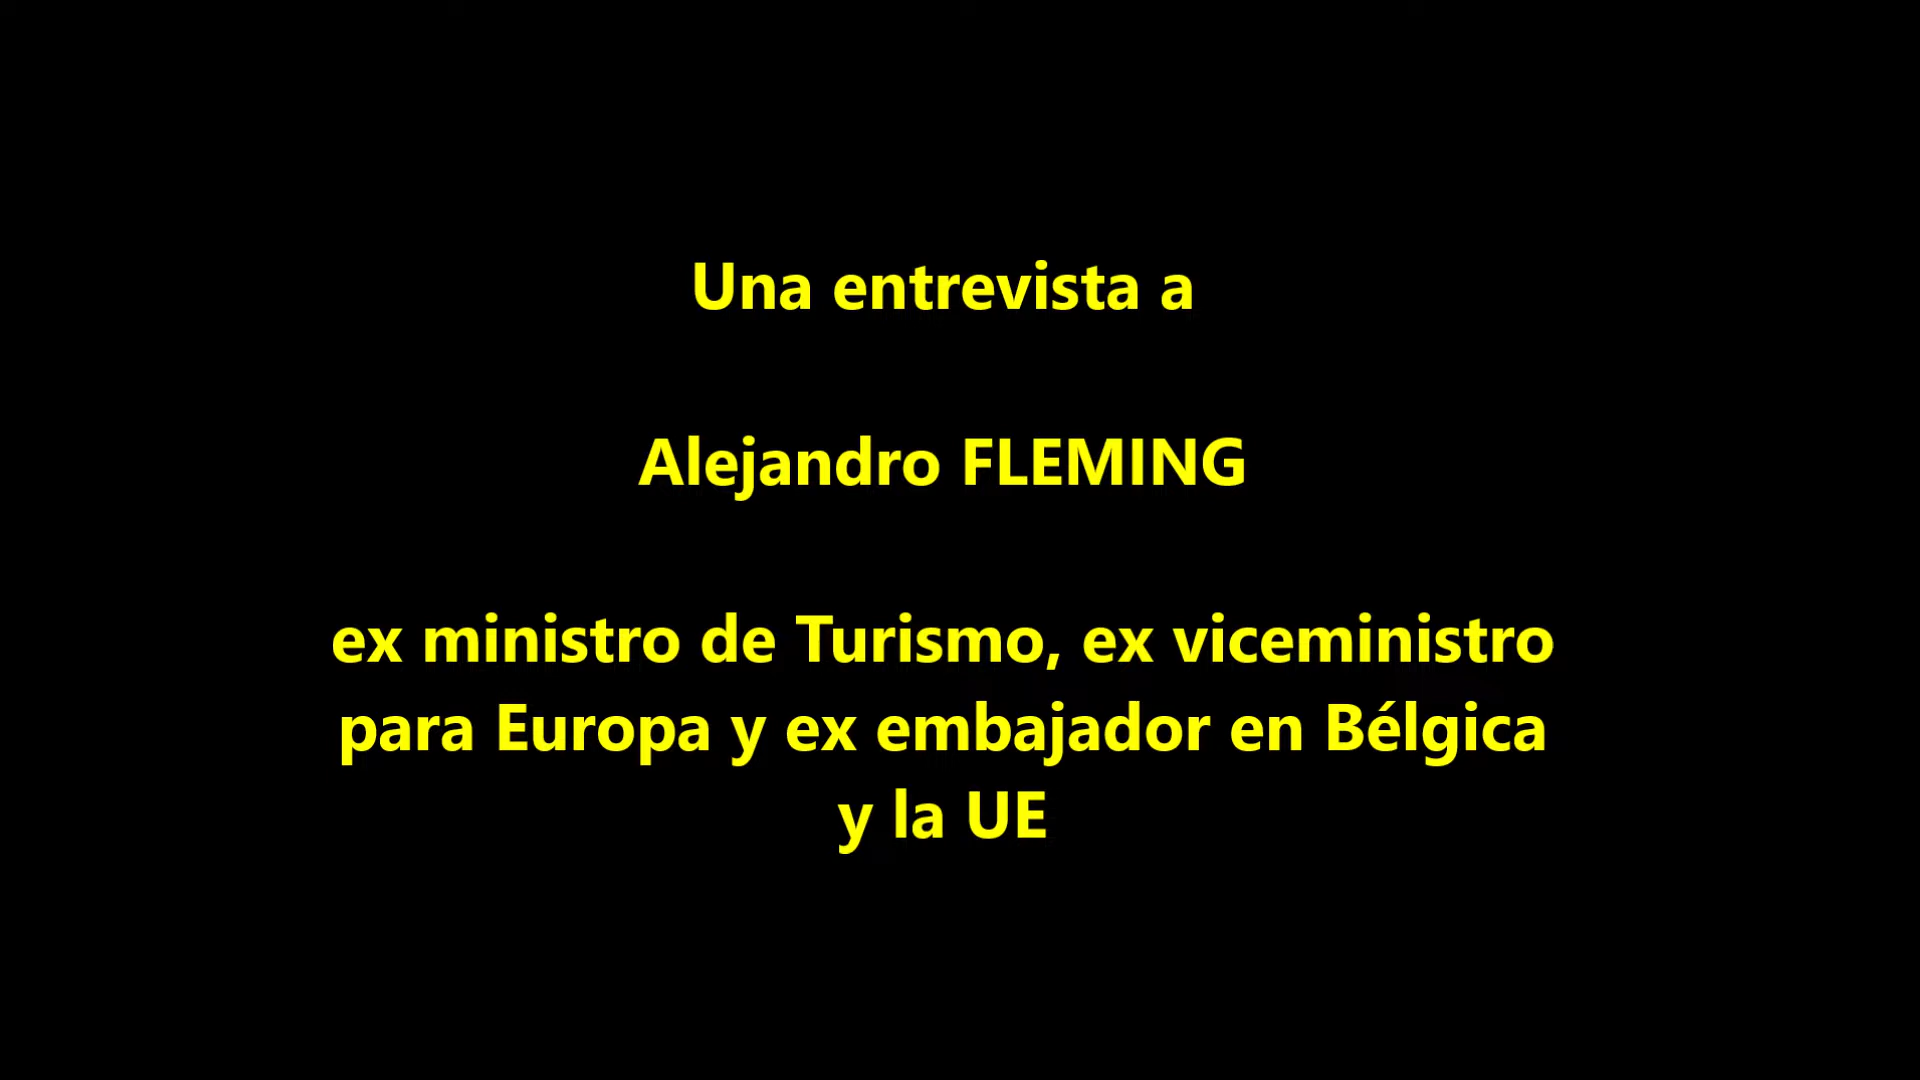 Una entrevista a
Alejandro FLEMING
ex ministro de Turismo, ex viceministro
para Europa y ex embajador en Bélgica
y la UE